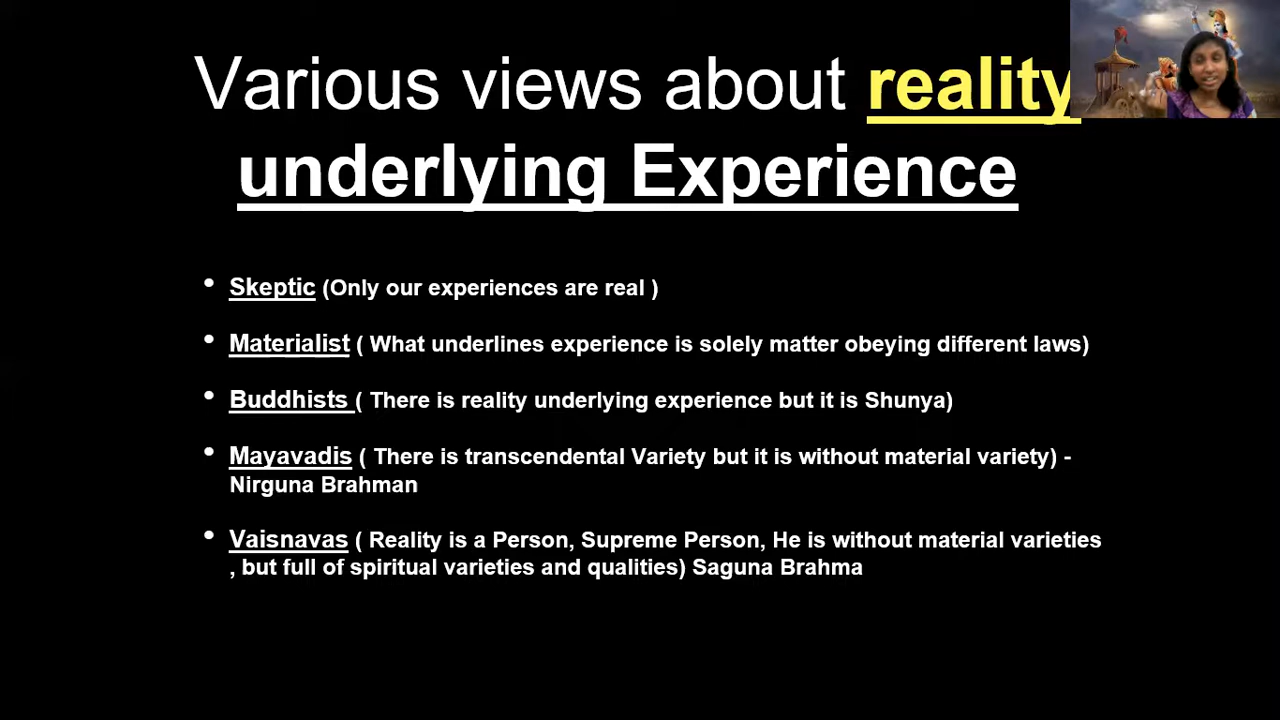 Various views about reality
underlying Experience
• Skeptic (Only our experiences are real )
• Materialist ( What underlines experience is solely matter obeying different laws)
• Buddhists ( There is reality underlying experience but it is Shunya)
• Mayavadis ( There is transcendental Variety but it is without material variety) -
Nirguna Brahman
• Vaisnavas ( Reality is a Person, Supreme Person, He is without material varieties
, but full of spiritual varieties and qualities) Saguna Brahma